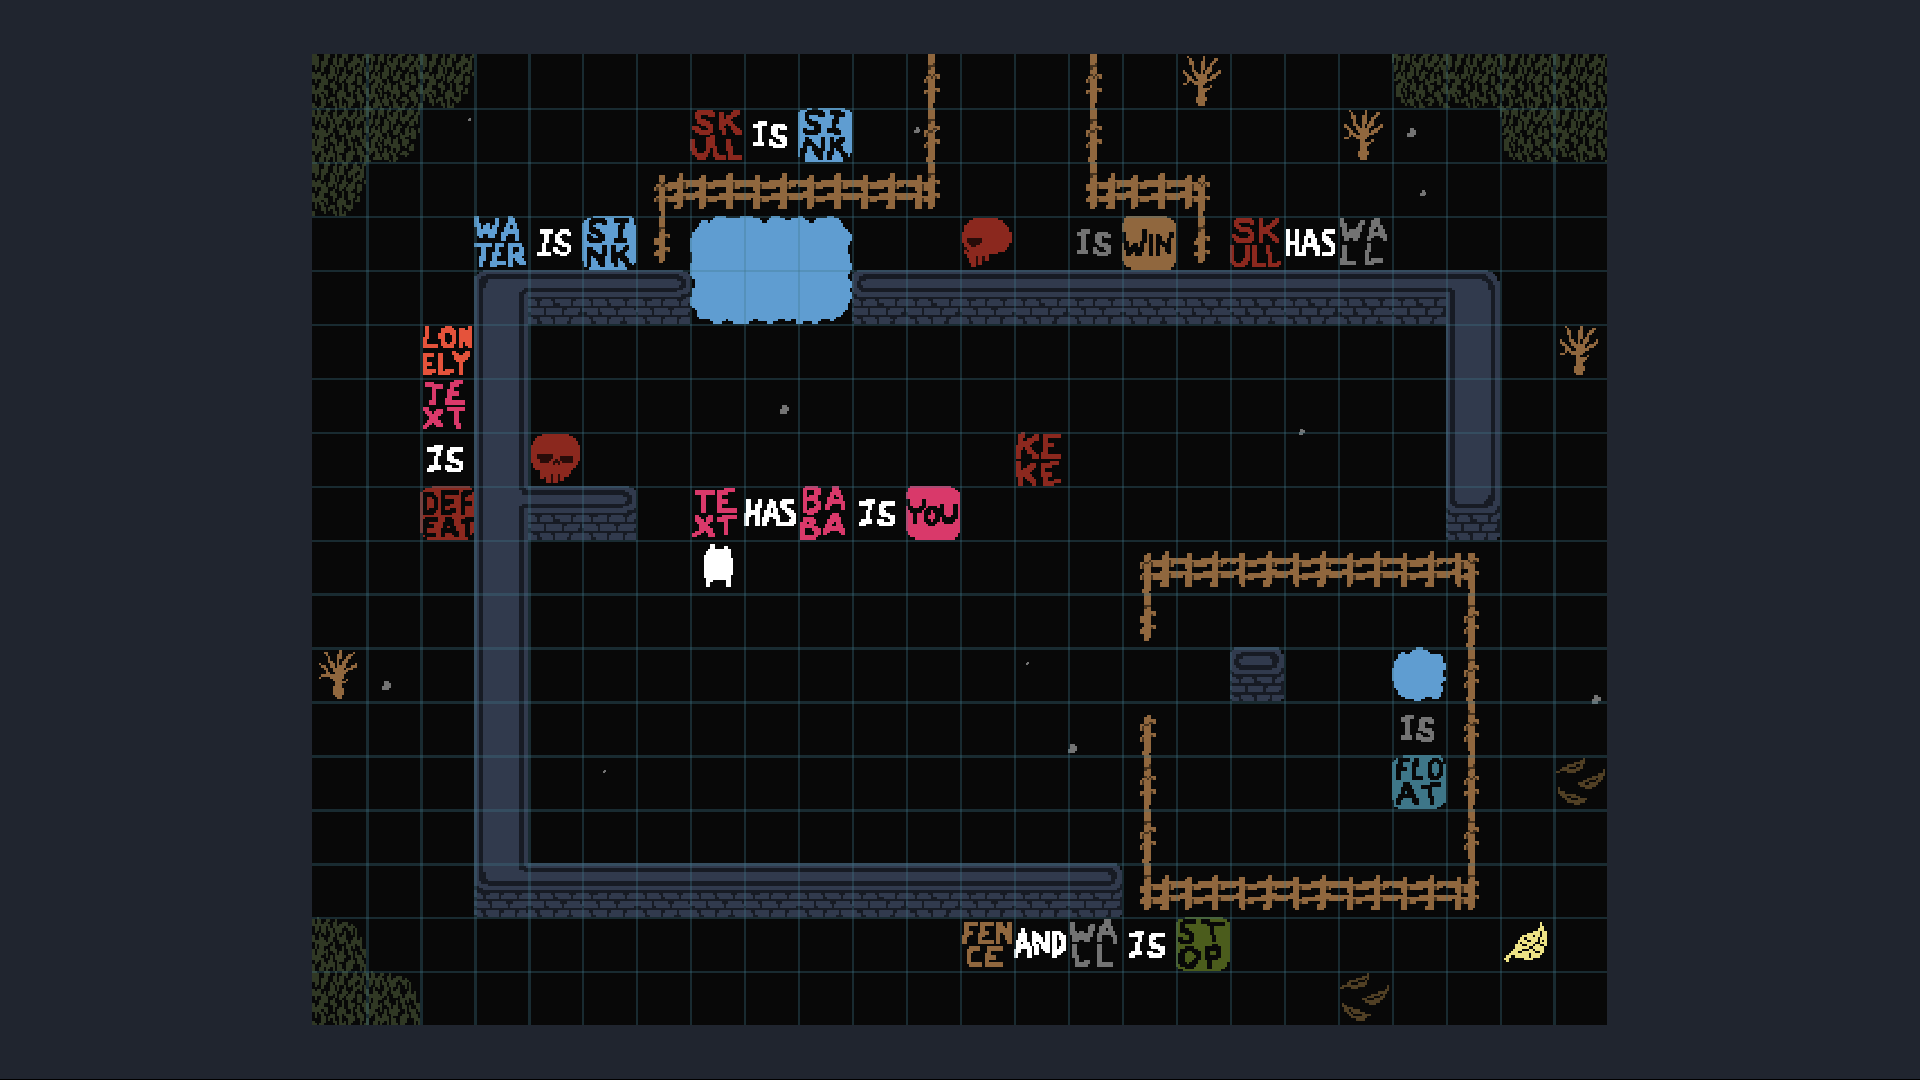 SKULL IS SINK
WATER IS SINK
IS WIN
SKULL HAS WALL
LONELY
TEXT
IS
DEFEAT
KEKE
TEXT HAS BABA IS YOU
IS
FLOAT
FENCE AND WALL IS STOP